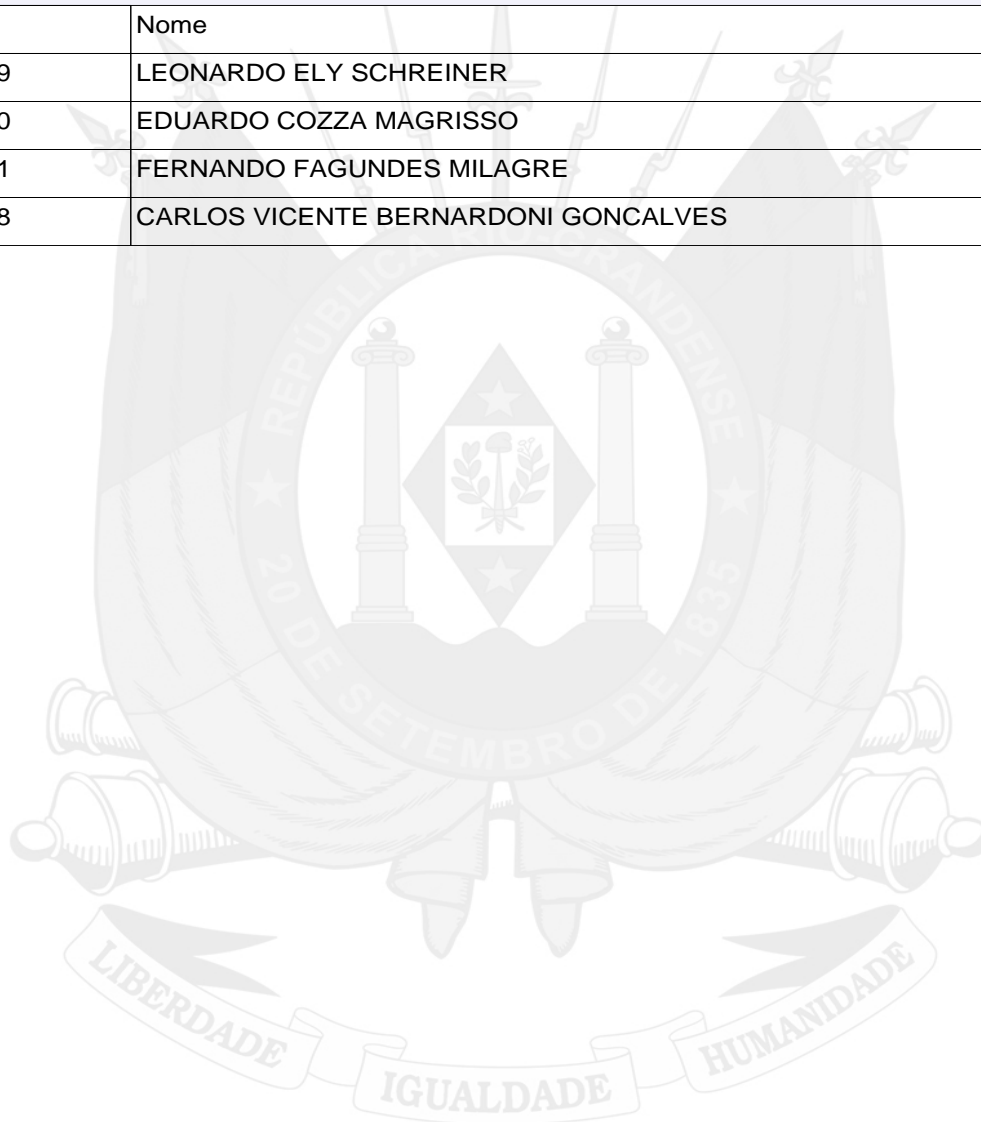 Nome
9 LEONARDO ELY SCHREINER
0 EDUARDO COZZA MAGRISSO
1 FERNANDO FAGUNDES MILAGRE
8 CARLOS VICENTE BERNARDONI GONCALVES
REPÚBLICA RIO-GRANDENSE
20 DE SETEMBRO DE 1835
LIBERDADE
IGUALDADE
HUMANIDADE